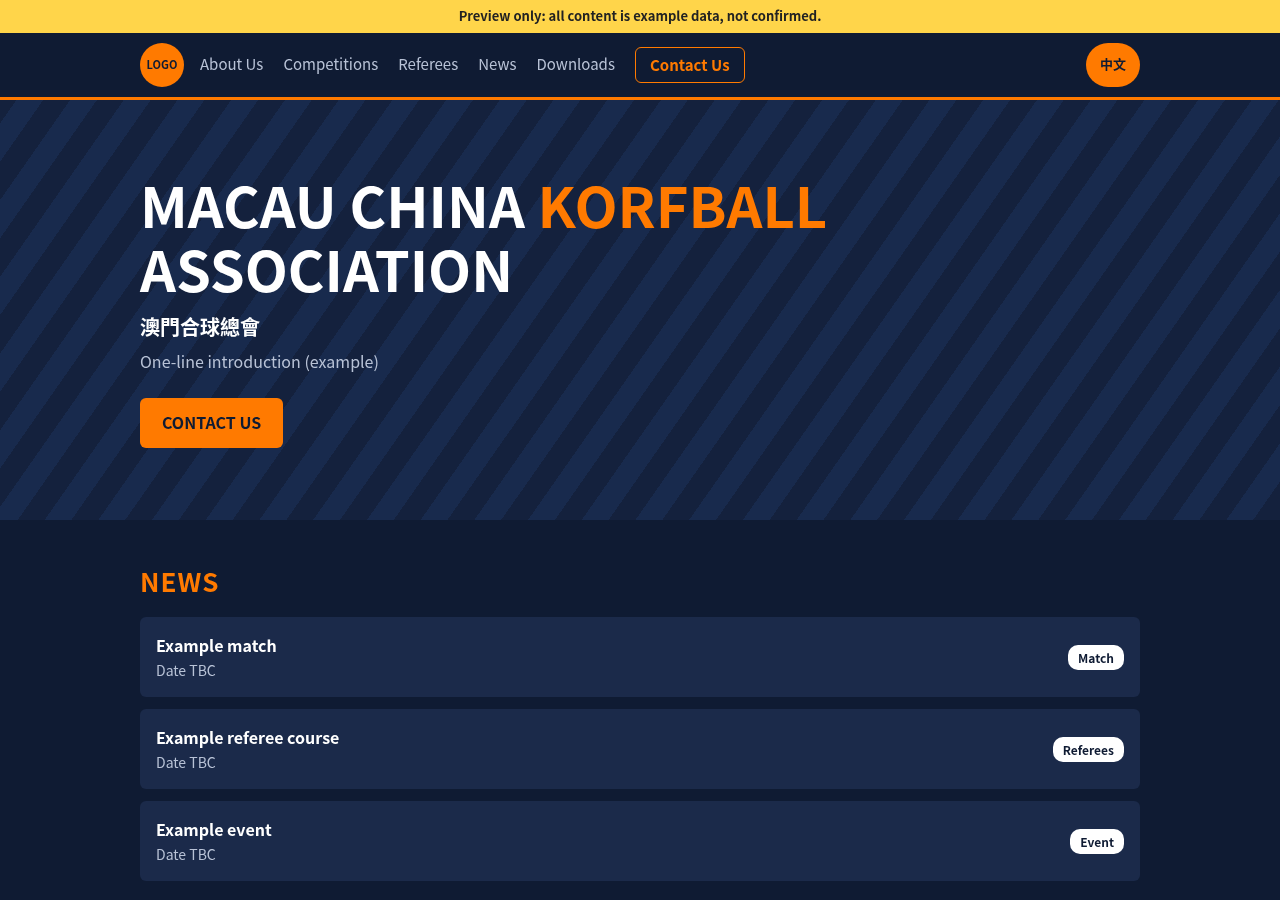 Preview only: all content is example data, not confirmed.
LOGO About Us Competitions Referees News Downloads Contact Us 中文
MACAU CHINA KORFBALL
ASSOCIATION
澳門合球總會
One-line introduction (example)
CONTACT US
NEWS
Example match
Date TBC
Match
Example referee course
Date TBC
Referees
Example event
Date TBC
Event